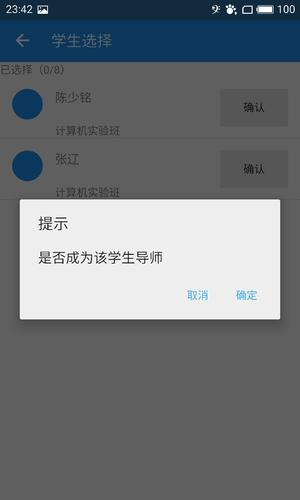 23:42
100
学生选择
已选择（0/8）
陈少铭
确认
计算机实验班
张辽
确认
计算机实验班
提示
是否成为该学生导师
取消
确定